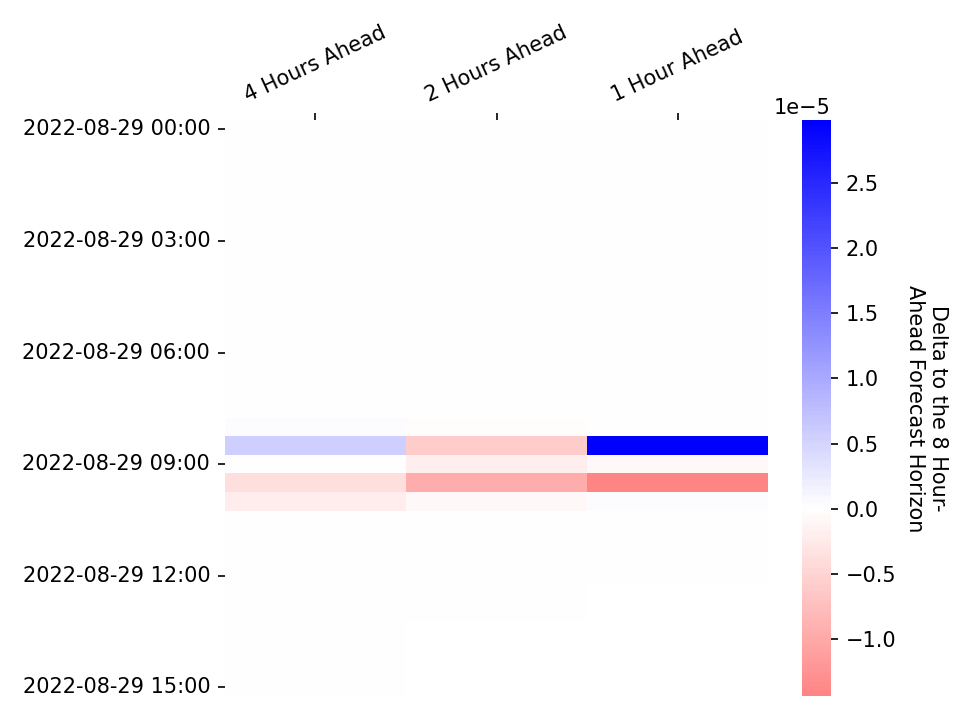 4 Hours Ahead
2 Hours Ahead
1 Hour Ahead
1e−5
2022-08-29 00:00
2022-08-29 03:00
2022-08-29 06:00
2022-08-29 09:00
2022-08-29 12:00
2022-08-29 15:00
2.5
2.0
1.5
1.0
0.5
0.0
−0.5
−1.0
Delta to the 8 Hour-
Ahead Forecast Horizon